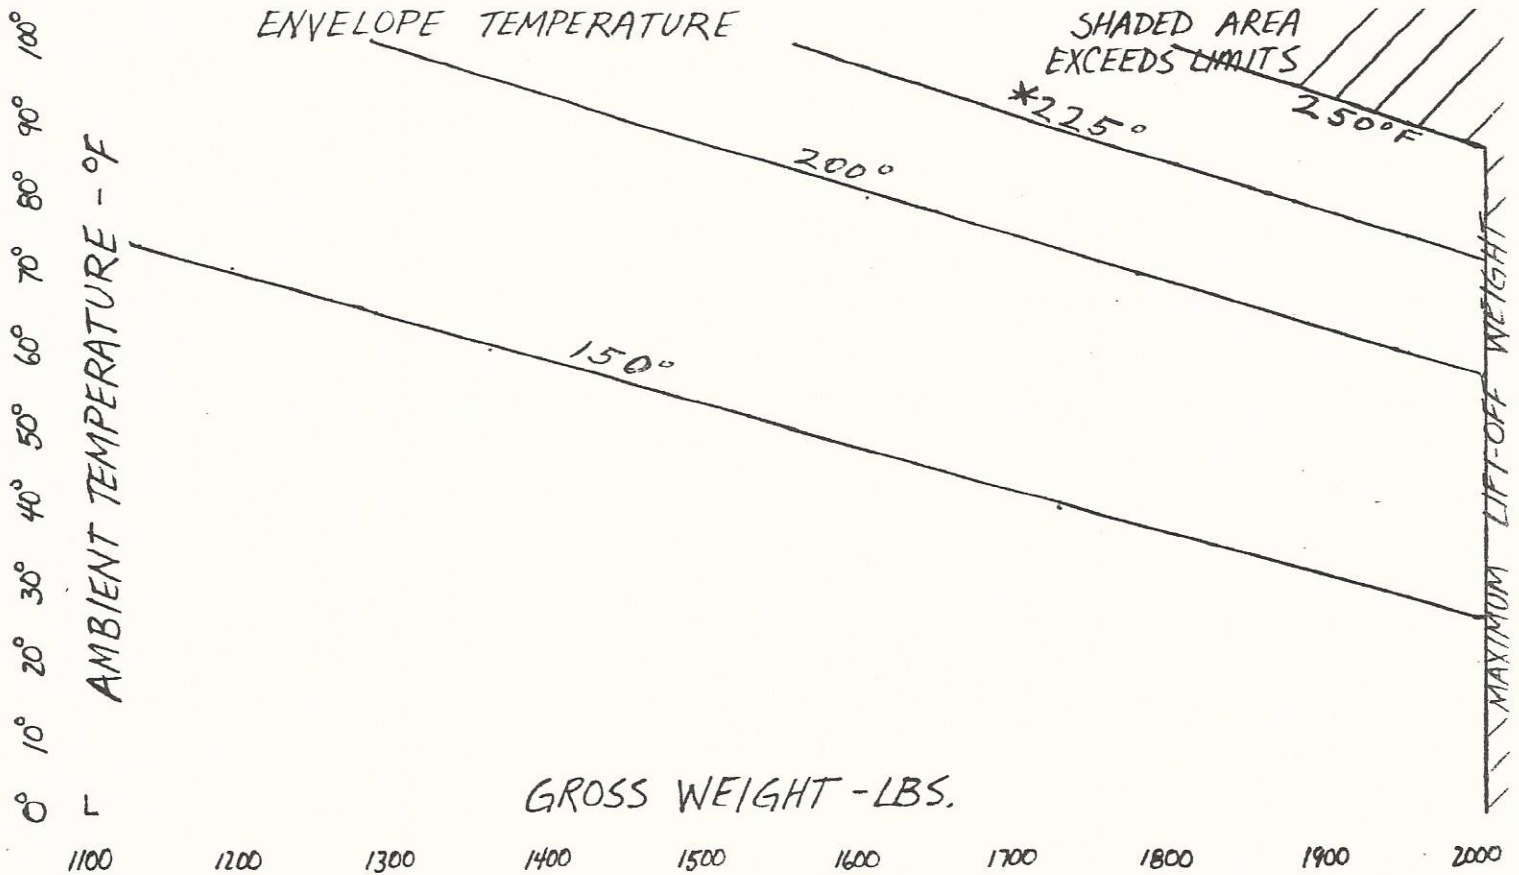 ENVELOPE TEMPERATURE
SHADED AREA
EXCEEDS LIMITS
*225°
250°F
200°
150°
100°
90°
80°
70°
60°
50°
40°
30°
20°
10°
0°
AMBIENT TEMPERATURE - °F
MAXIMUM LIFT-OFF WEIGHT
GROSS WEIGHT - LBS.
1100 1200 1300 1400 1500 1600 1700 1800 1900 2000